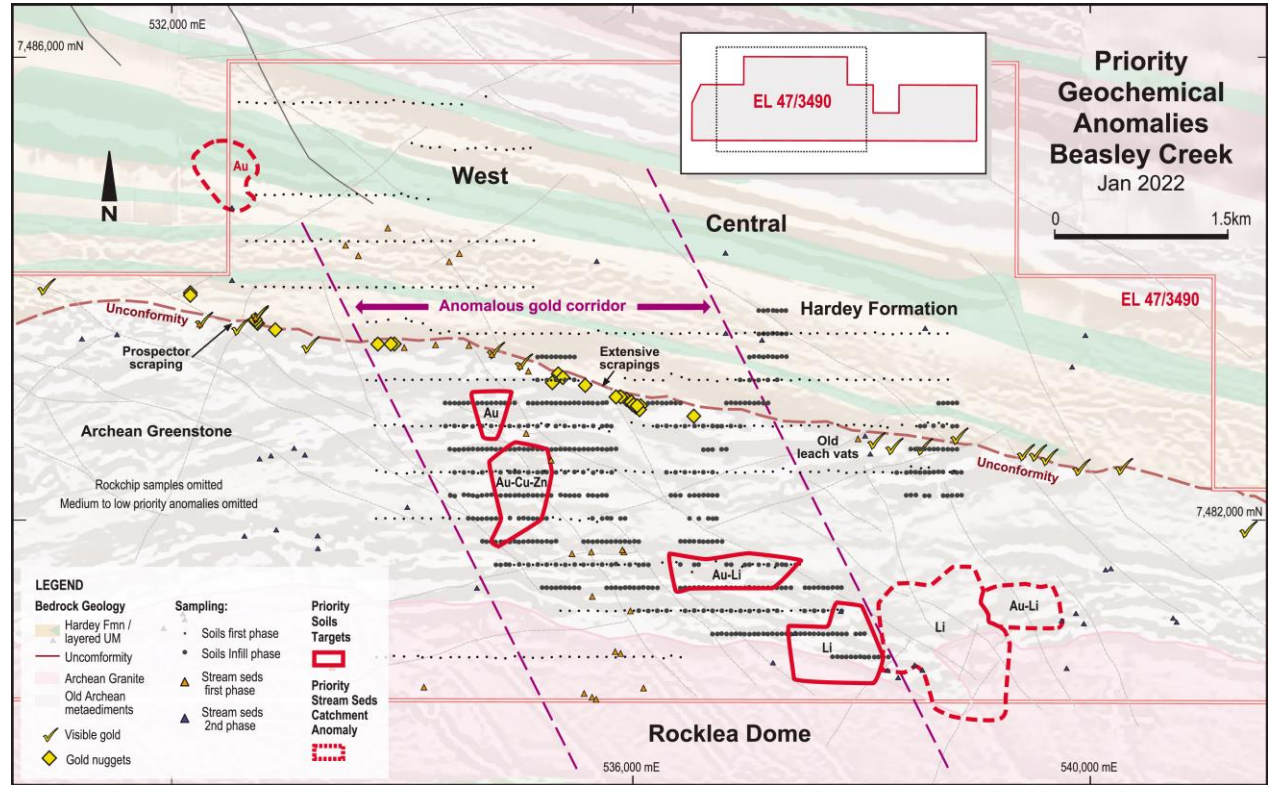 532,000 mE
7,486,000 mN
EL 47/3490
Priority
Geochemical
Anomalies
Beasley Creek
Jan 2022
0 1.5km
N
Au
West
Central
Anomalous gold corridor
Hardey Formation
EL 47/3490
Unconformity
Prospector
scraping
Extensive
scrapings
Au
Archean Greenstone
Old
leach vats
Unconformity
Rockchip samples omitted
Medium to low priority anomalies omitted
Au-Cu-Zn
7,482,000 mN
Au-Li
Au-Li
Li
Li
LEGEND
Bedrock Geology
Hardey Fmn /
layered UM
Uncomformity
Archean Granite
Old Archean
metaediments
Visible gold
Gold nuggets
Sampling:
Soils first phase
Soils Infill phase
Stream seds
first phase
Stream seds
2nd phase
Priority
Soils
Targets
Priority
Stream Seds
Catchment
Anomaly
Rocklea Dome
536,000 mE
540,000 mE